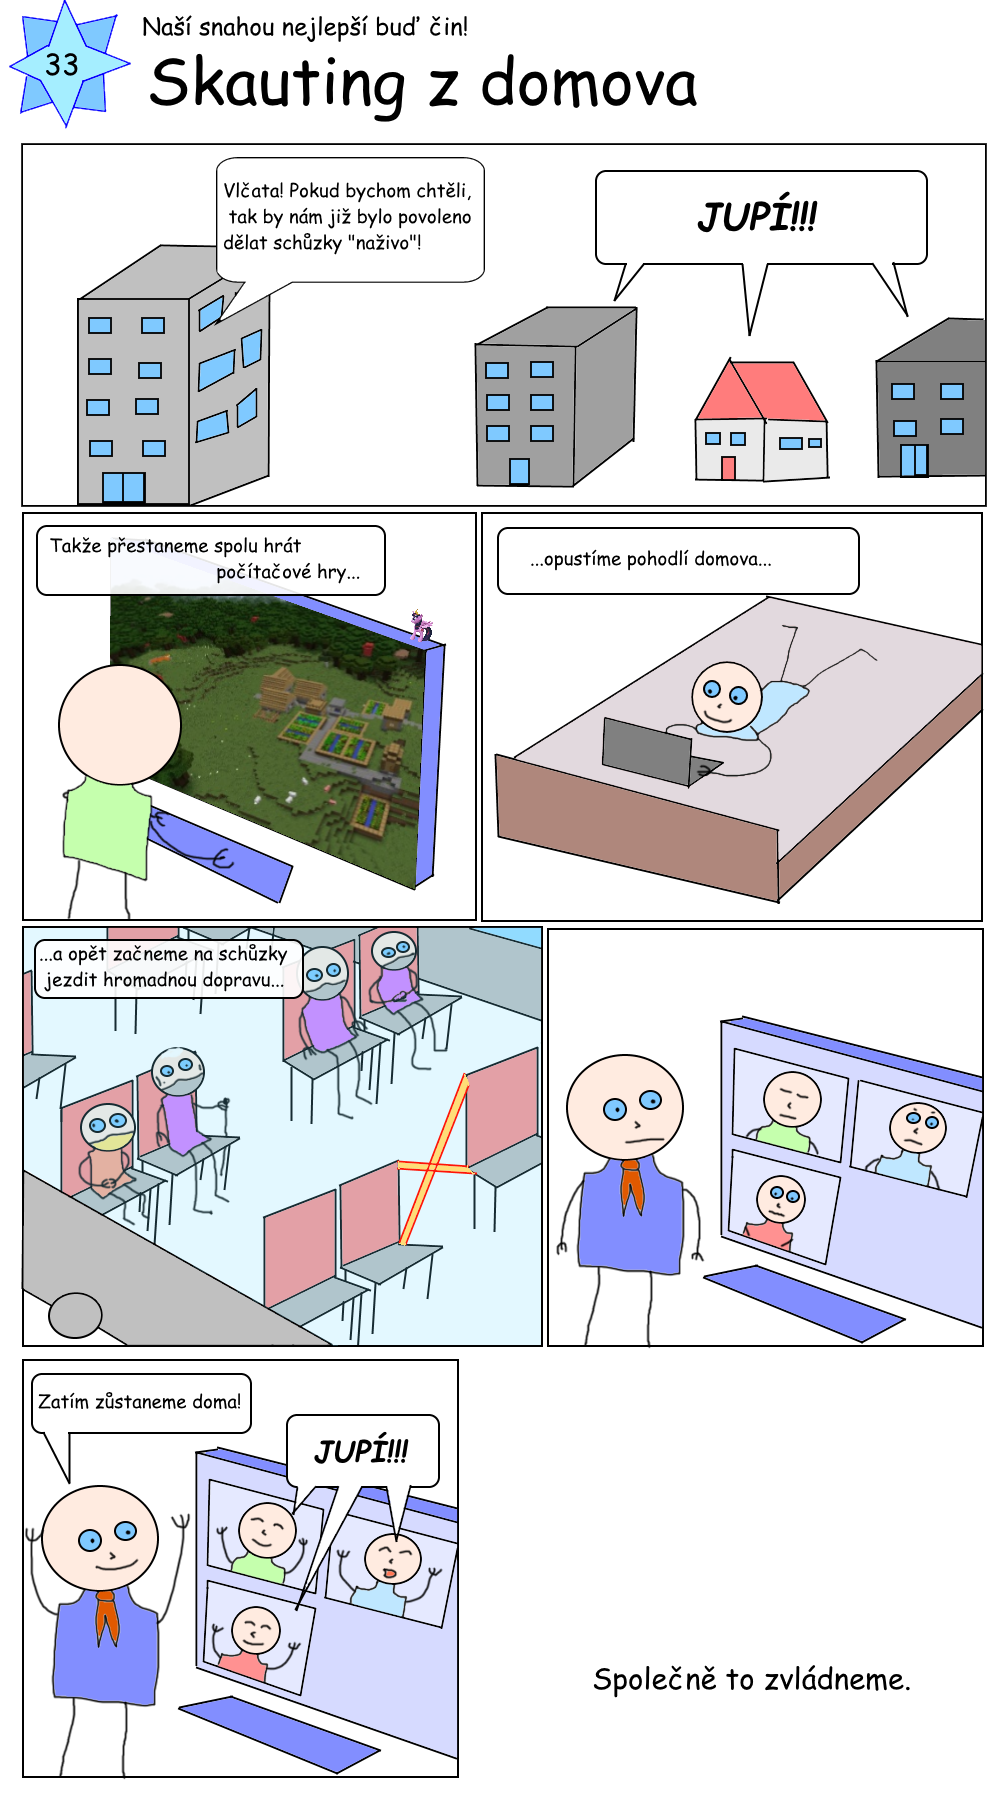 33
Naší snahou nejlepší buď čin!
Skauting z domova
Vlčata! Pokud bychom chtěli,
tak by nám již bylo povoleno
dělat schůzky "naživo"!
JUPÍ!!!
Takže přestaneme spolu hrát
počítačové hry...
...opustíme pohodlí domova...
...a opět začneme na schůzky
jezdit hromadnou dopravu...
Zatím zůstaneme doma!
JUPÍ!!!
Společně to zvládneme.